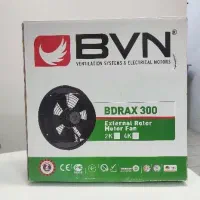 BVN®
VENTILATION SYSTEMS & ELECTRICAL MOTORS
BDRAX 300
External Rotor
Motor Fan
2K 4K